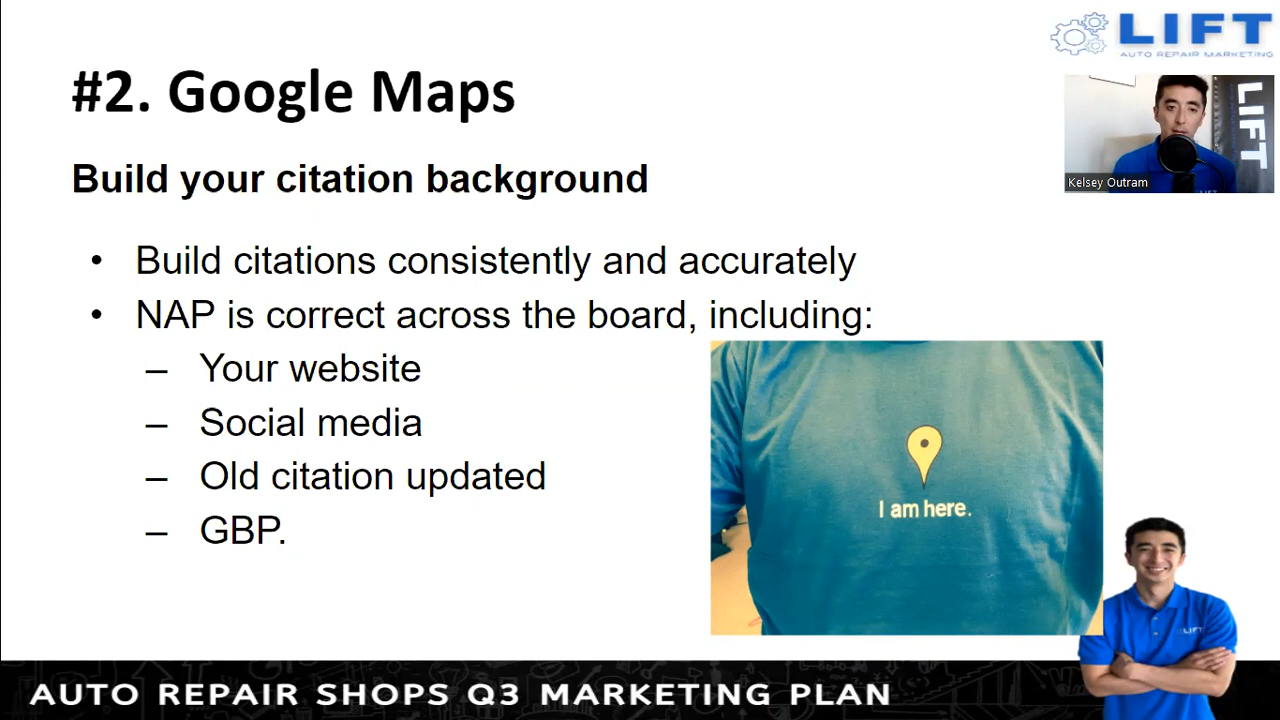 LIFT
AUTO REPAIR MARKETING
#2. Google Maps
LIFT
Kelsey Outram
Build your citation background
• Build citations consistently and accurately
• NAP is correct across the board, including:
– Your website
– Social media
– Old citation updated
– GBP.
I am here.
LIFT
AUTO REPAIR SHOPS Q3 MARKETING PLAN